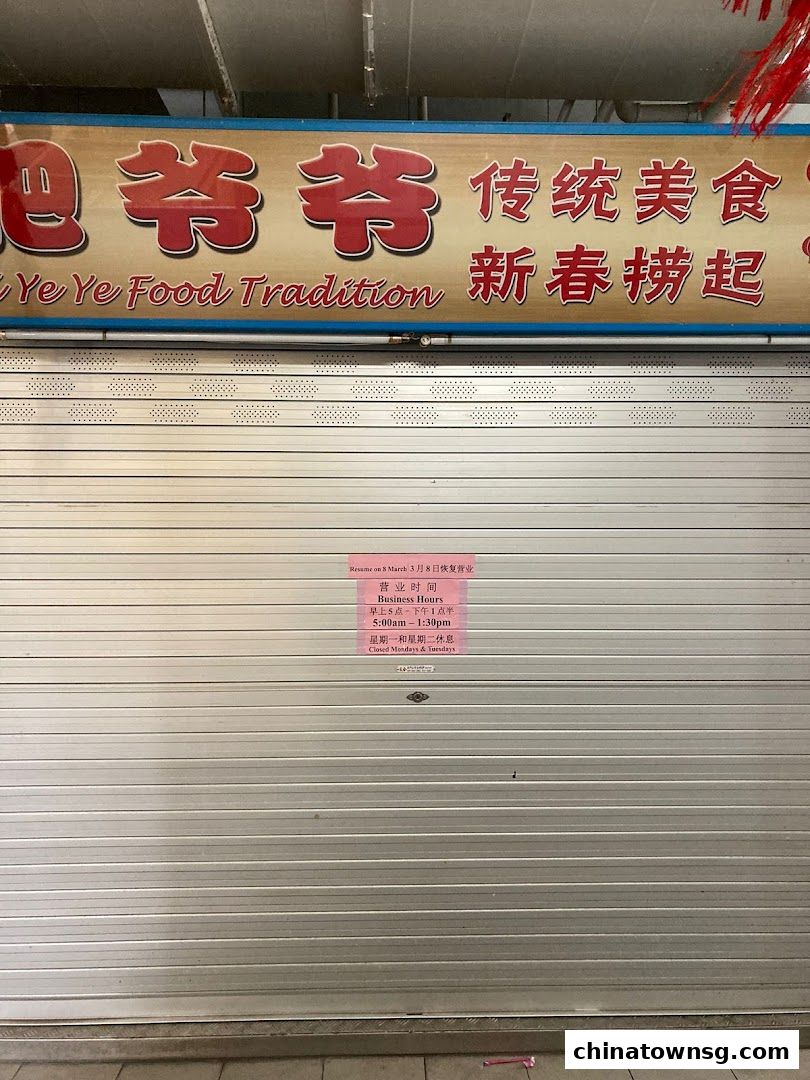 肥爷爷
Ye Ye Food Tradition
传统美食
新春捞起
Resume on 8 March 3月8日恢复营业
营业时间
Business Hours
早上5点 - 下午1点半
5:00am – 1:30pm
星期一和星期二休息
Closed Mondays & Tuesdays
chinatownsg.com